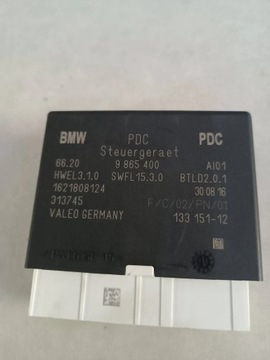 BMW PDC PDC
Steuergeraet
66.20 9 865 400 AI01
HWEL3.1.0 SWFL15.3.0 BTLD2.0.1
1621808124 30.08.16
313745 F/C/02/PN/01
VALEO GERMANY 133 151-12